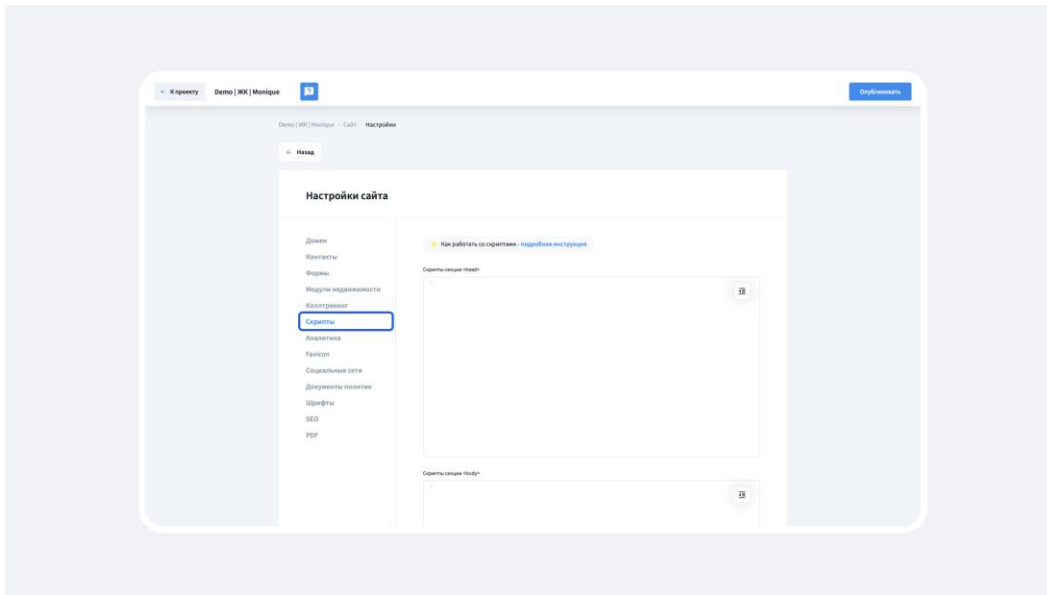 ← К проекту
Demo | ЖК | Monique
Опубликовать
Demo | ЖК | Monique - Сайт - Настройки
← Назад
Настройки сайта
Домен
Контакты
Формы
Модули недвижимости
Коллтрекинг
Скрипты
Аналитика
Favicon
Социальные сети
Документы политик
Шрифты
SEO
PDF
Как работать со скриптами - подробная инструкция
Скрипты секции <head>
1
Скрипты секции <body>
1